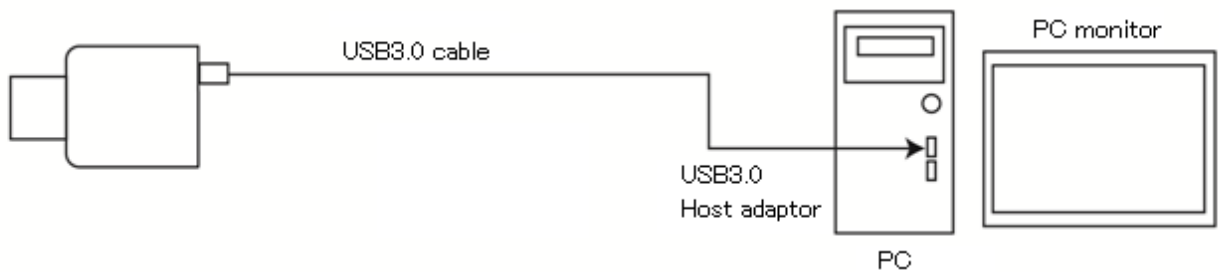 USB3.0 cable
PC monitor
USB3.0
Host adaptor
PC